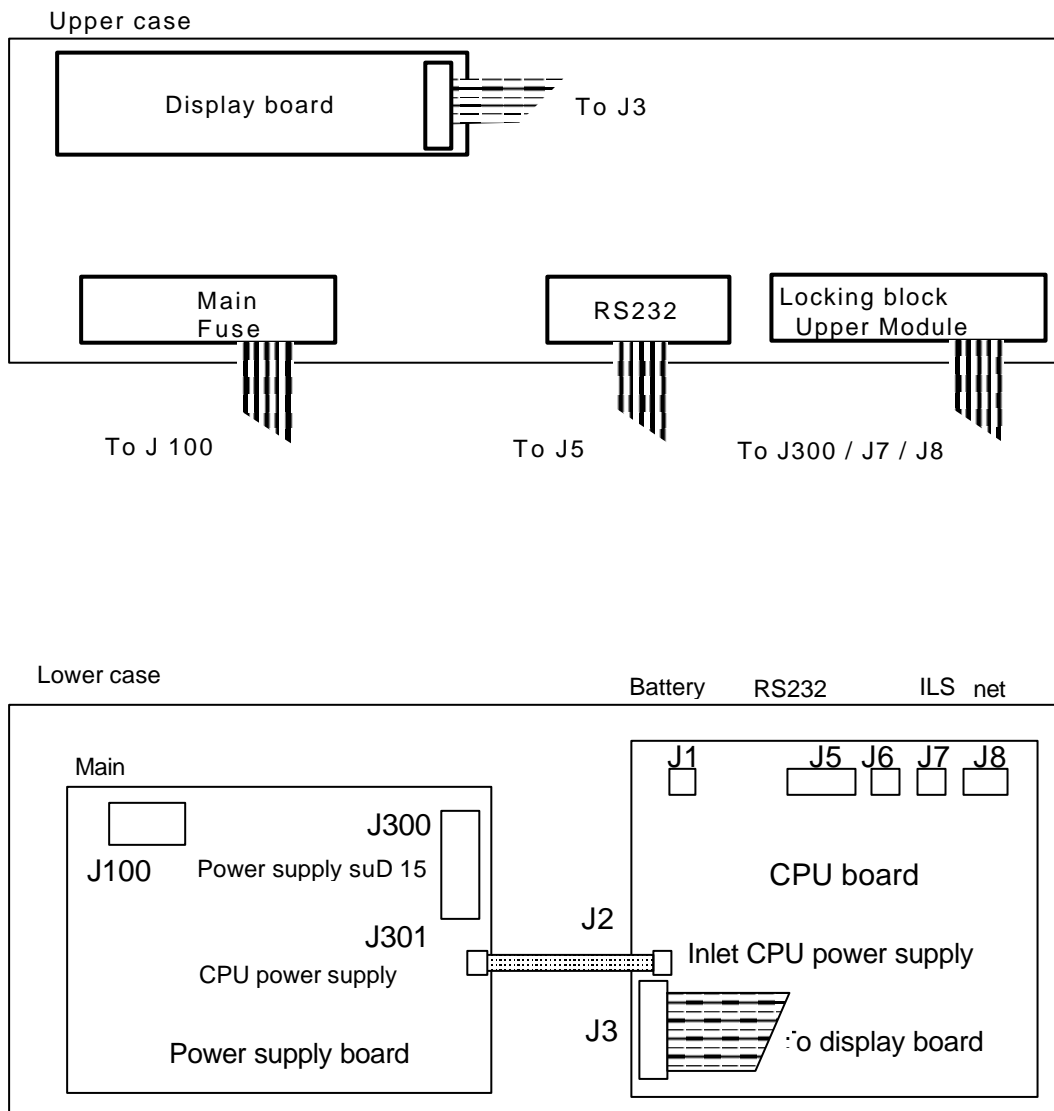 Upper case
Display board
To J3
Main
Fuse
RS232
Locking block
Upper Module
To J 100
To J5
To J300 / J7 / J8
Lower case
Battery RS232 ILS net
Main
J1 J5 J6 J7 J8
J300
J100 Power supply suD 15
CPU board
J2
J301
Inlet CPU power supply
CPU power supply
J3
o display board
Power supply board